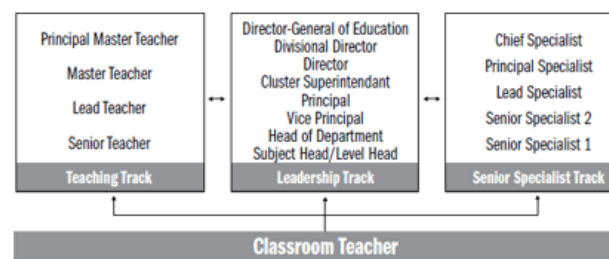 Principal Master Teacher
Master Teacher
Lead Teacher
Senior Teacher
Teaching Track
Director-General of Education
Divisional Director
Director
Cluster Superintendant
Principal
Vice Principal
Head of Department
Subject Head/Level Head
Leadership Track
Chief Specialist
Principal Specialist
Lead Specialist
Senior Specialist 2
Senior Specialist 1
Senior Specialist Track
Classroom Teacher